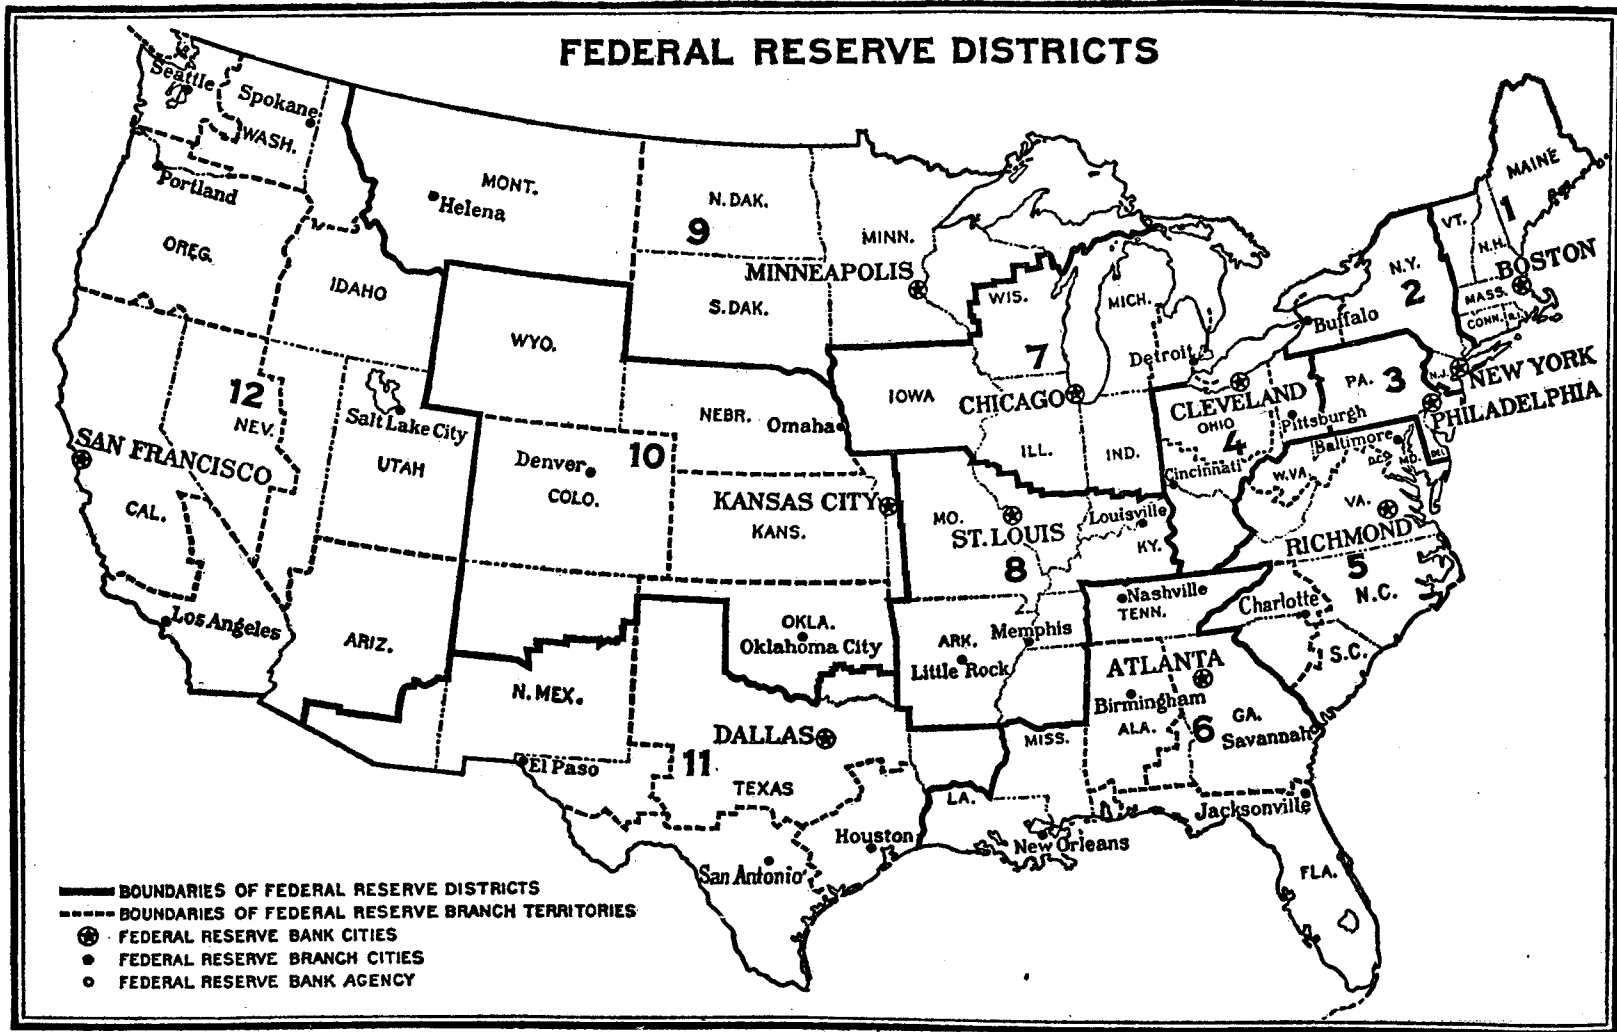 FEDERAL RESERVE DISTRICTS
Seattle
Spokane
WASH.
Portland
OREG.
MONT.
Helena
IDAHO
WYO.
N. DAK.
9
MINN.
MINNEAPOLIS
S. DAK.
WIS.
MICH.
7
Detroit
IOWA
CHICAGO
ILL.
IND.
MAINE
VT.
1
N.H.
BOSTON
MASS.
CONN.
R.I.
N.Y.
2
Buffalo
N.J.
NEW YORK
PA.
3
PHILADELPHIA
CLEVELAND
OHIO
4
Pittsburgh
Cincinnati
Baltimore
D.C.
MD.
DEL.
W.VA.
VA.
RICHMOND
5
N.C.
Charlotte
S.C.
12
NEV.
SAN FRANCISCO
CAL.
Los Angeles
Salt Lake City
UTAH
ARIZ.
Denver
10
COLO.
NEBR.
Omaha
KANSAS CITY
KANS.
OKLA.
Oklahoma City
MO.
ST. LOUIS
8
Louisville
KY.
ARK.
Little Rock
Memphis
Nashville
TENN.
ATLANTA
Birmingham
ALA.
6
GA.
Savannah
Jacksonville
FLA.
MISS.
LA.
New Orleans
N. MEX.
El Paso
DALLAS
11
TEXAS
Houston
San Antonio
BOUNDARIES OF FEDERAL RESERVE DISTRICTS
BOUNDARIES OF FEDERAL RESERVE BRANCH TERRITORIES
FEDERAL RESERVE BANK CITIES
FEDERAL RESERVE BRANCH CITIES
FEDERAL RESERVE BANK AGENCY